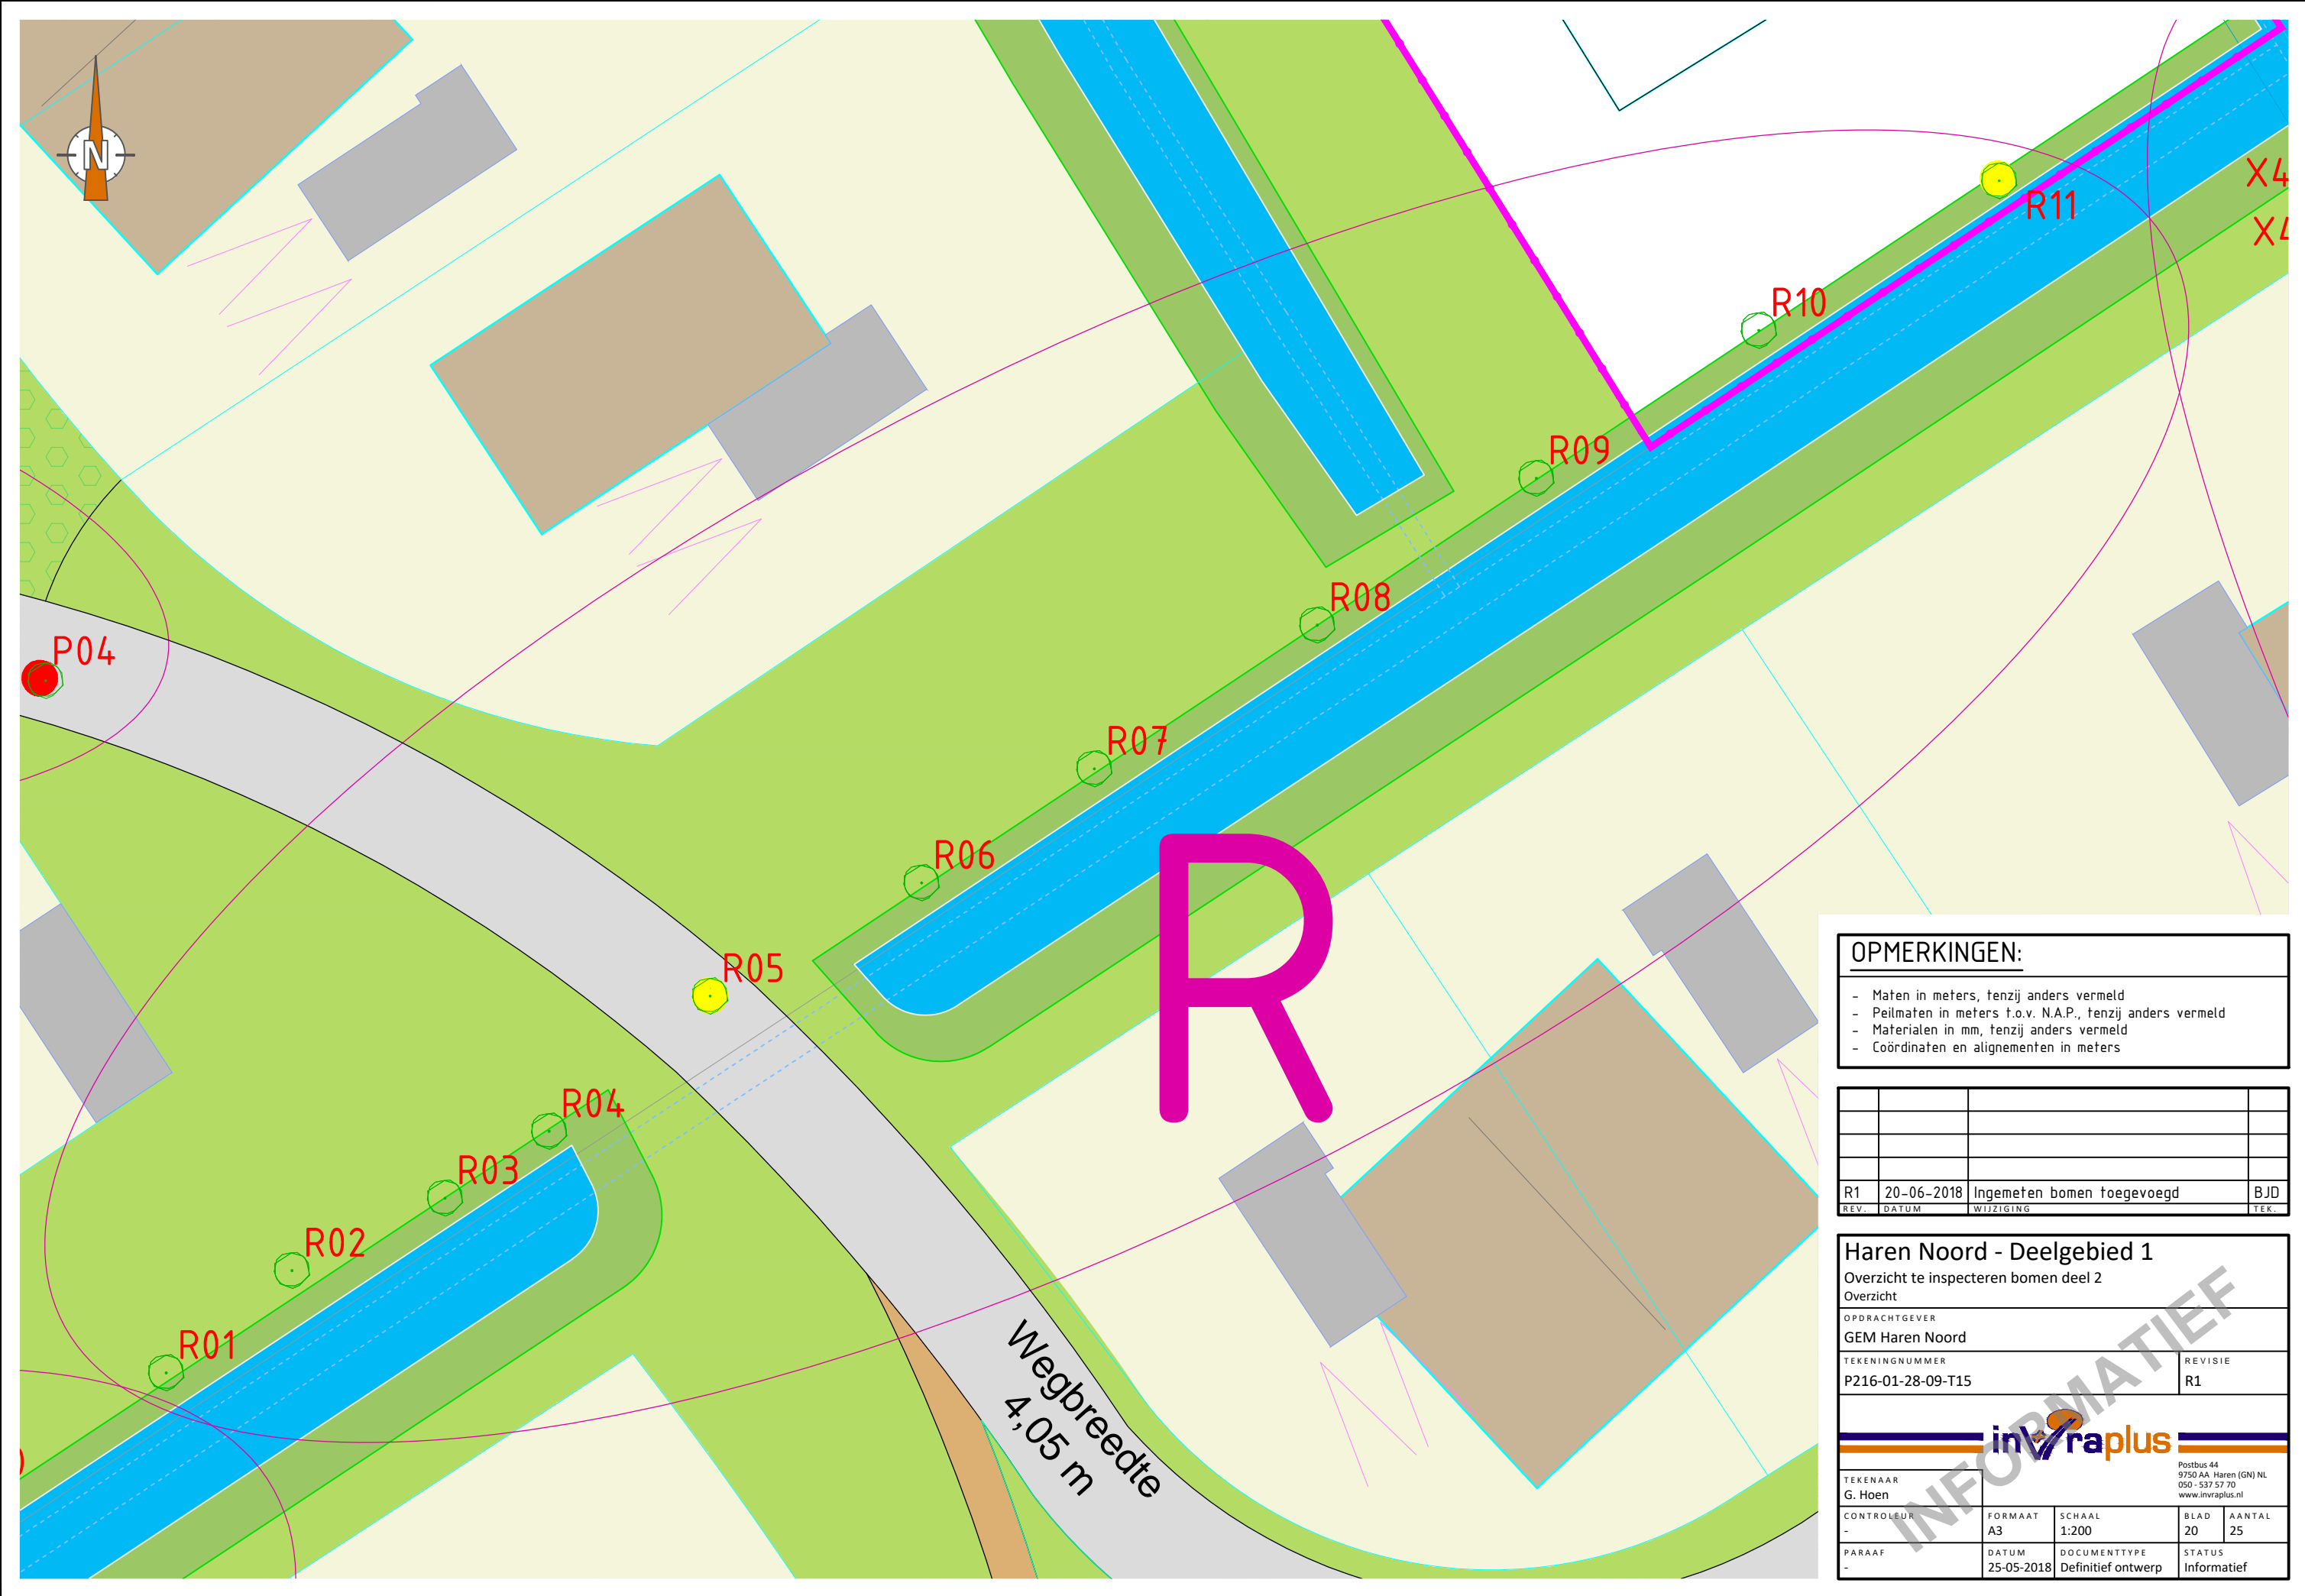 N
R11
X4
X4
R10
R09
R08
P04
R07
R06
R
R05
R04
R03
R02
R01
Wegbreedte
4,05 m
OPMERKINGEN:
- Maten in meters, tenzij anders vermeld
- Peilmaten in meters t.o.v. N.A.P., tenzij anders vermeld
- Materialen in mm, tenzij anders vermeld
- Coördinaten en alignementen in meters
R1 20-06-2018 Ingemeten bomen toegevoegd BJD
REV. DATUM WIJZIGING TEK.
Haren Noord - Deelgebied 1
Overzicht te inspecteren bomen deel 2
Overzicht
OPDRACHTGEVER
GEM Haren Noord
TEKENINGNUMMER REVISIE
P216-01-28-09-T15 R1
invraplus
Postbus 44
9750 AA Haren (GN) NL
050 - 537 57 70
www.invraplus.nl
TEKENAAR
G. Hoen
CONTROLEUR FORMAAT SCHAAL BLAD AANTAL
- A3 1:200 20 25
PARAAF DATUM DOCUMENTTYPE STATUS
- 25-05-2018 Definitief ontwerp Informatief
INFORMATIEF